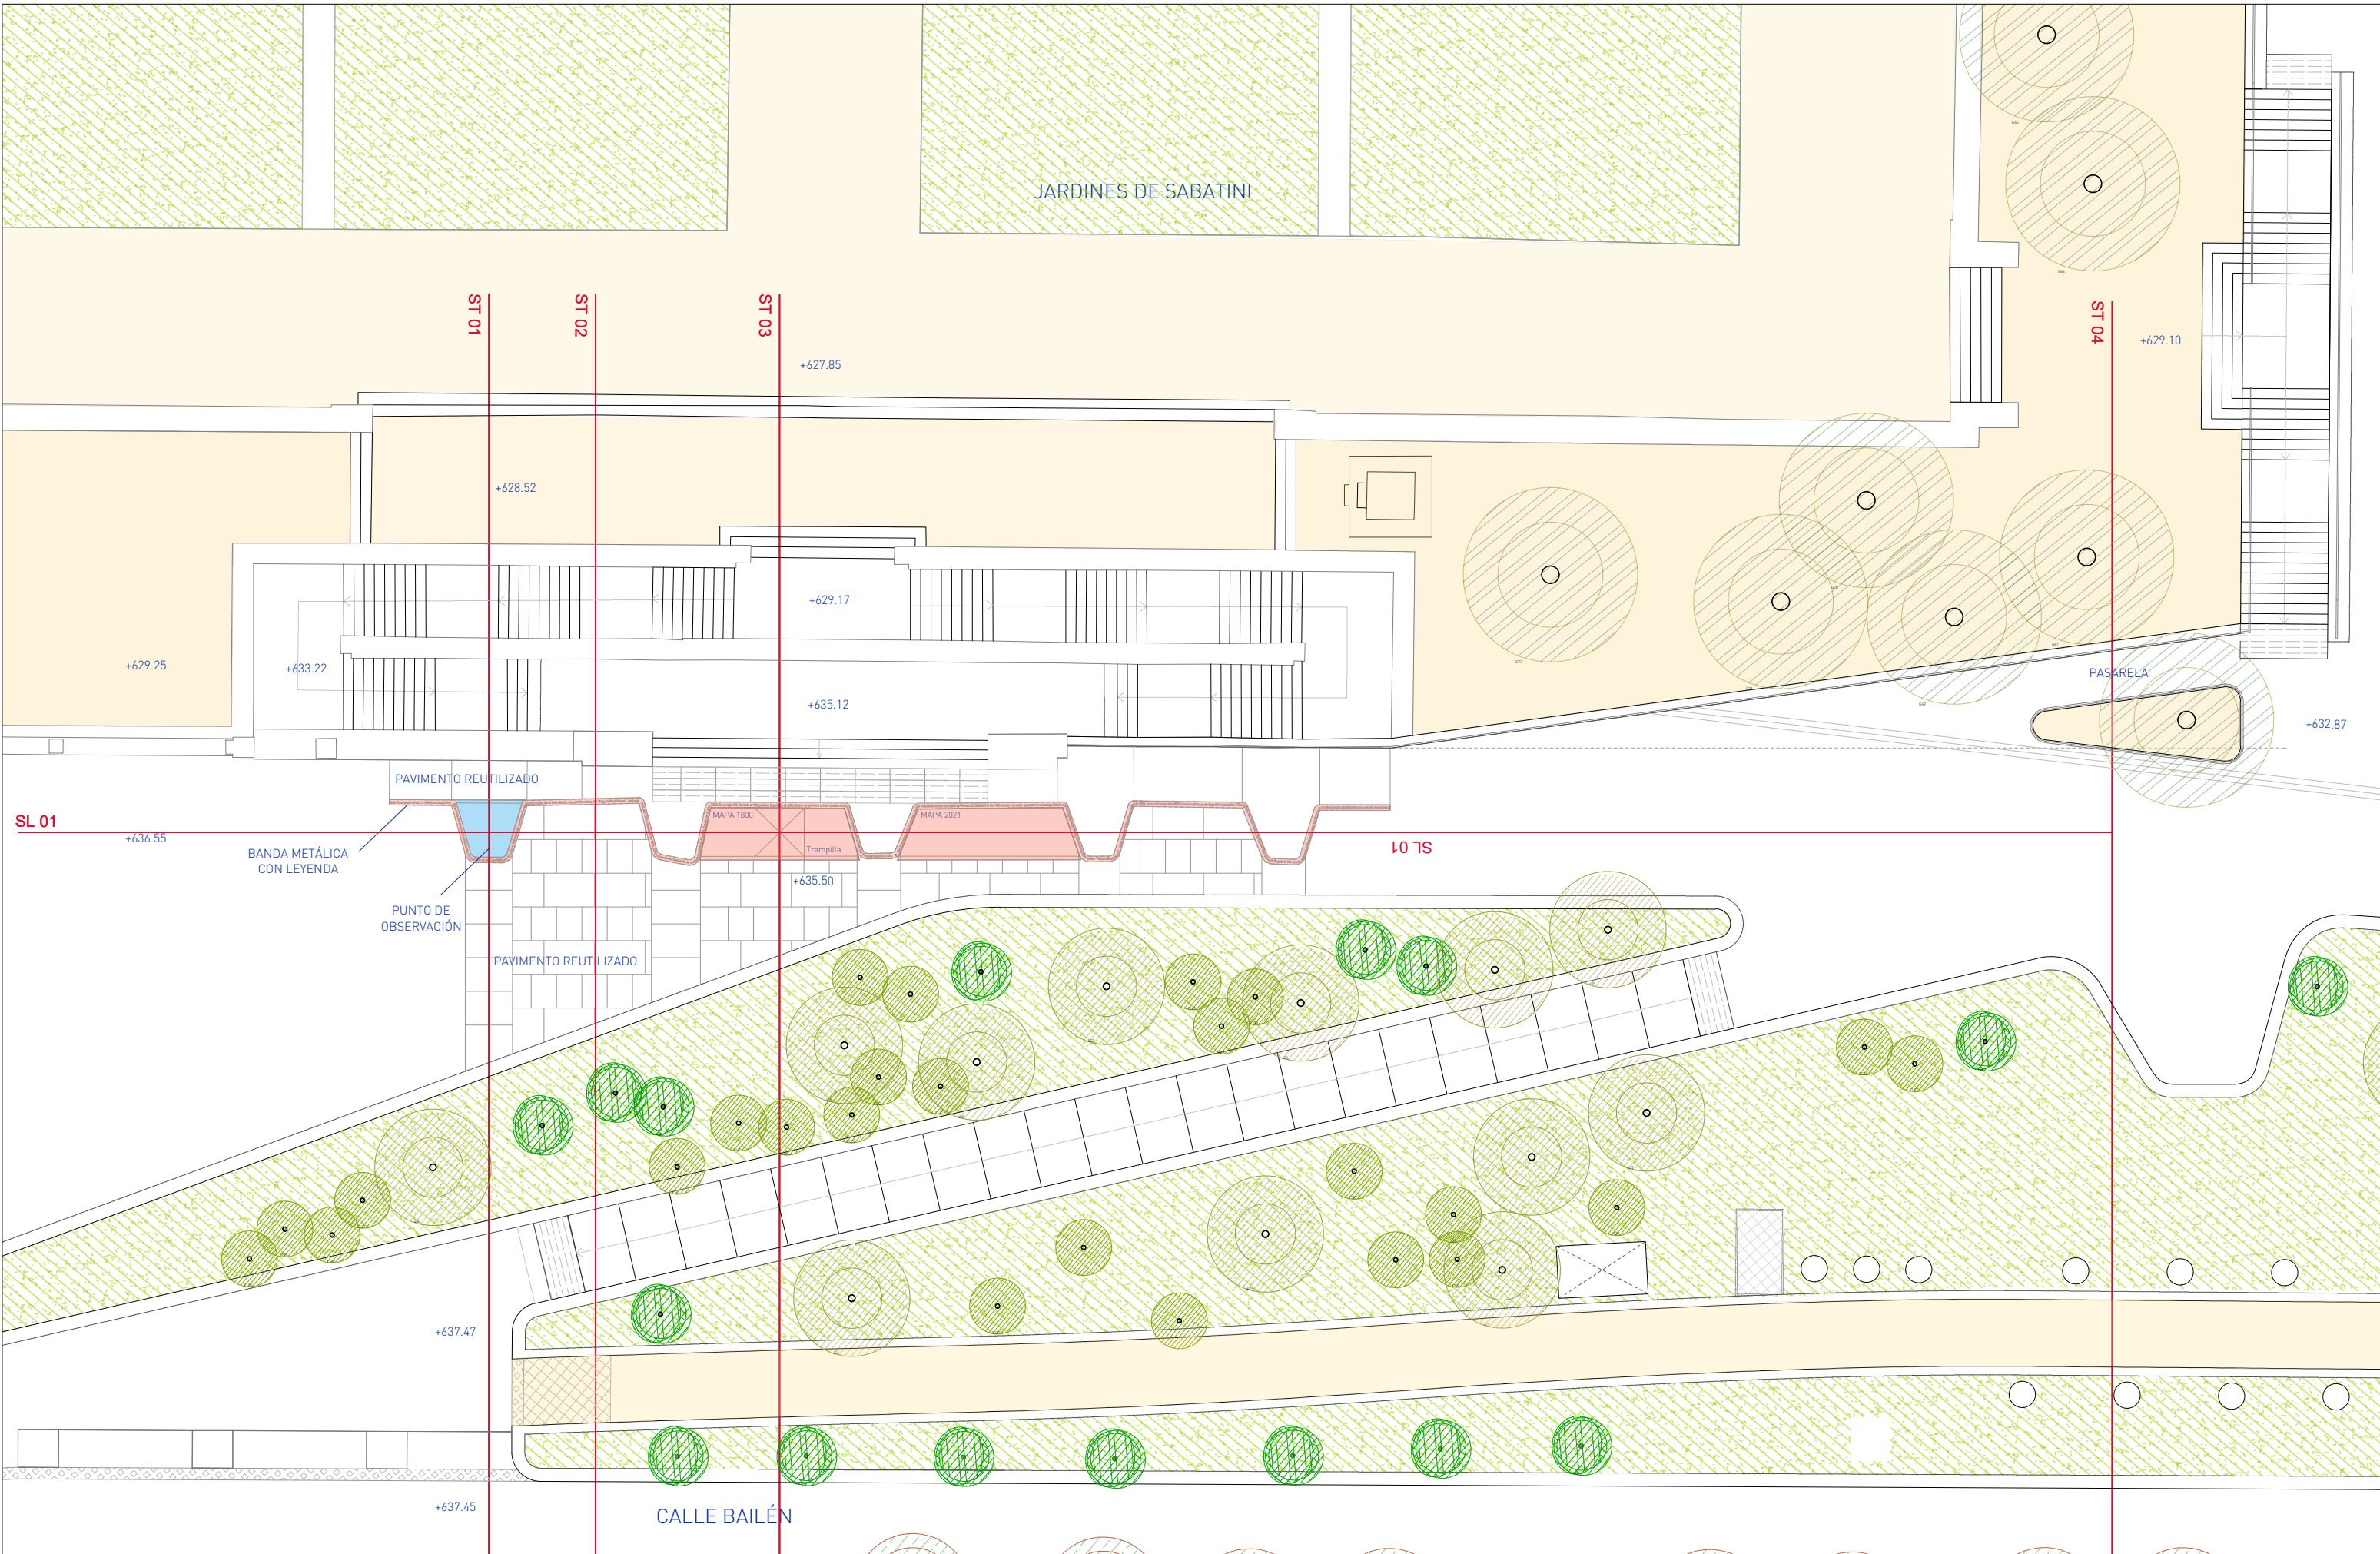 JARDINES DE SABATINI
ST 01
ST 02
ST 03
ST 04
+629.10
+627.85
+628.52
+629.17
+629.25
+633.22
PASARELA
+635.12
+632.87
PAVIMENTO REUTILIZADO
MAPA 1800
MAPA 2021
SL 01
+636.55
SL 01
Trampilla
BANDA METÁLICA
CON LEYENDA
+635.50
PUNTO DE
OBSERVACIÓN
PAVIMENTO REUTILIZADO
+637.47
+637.45
CALLE BAILÉN